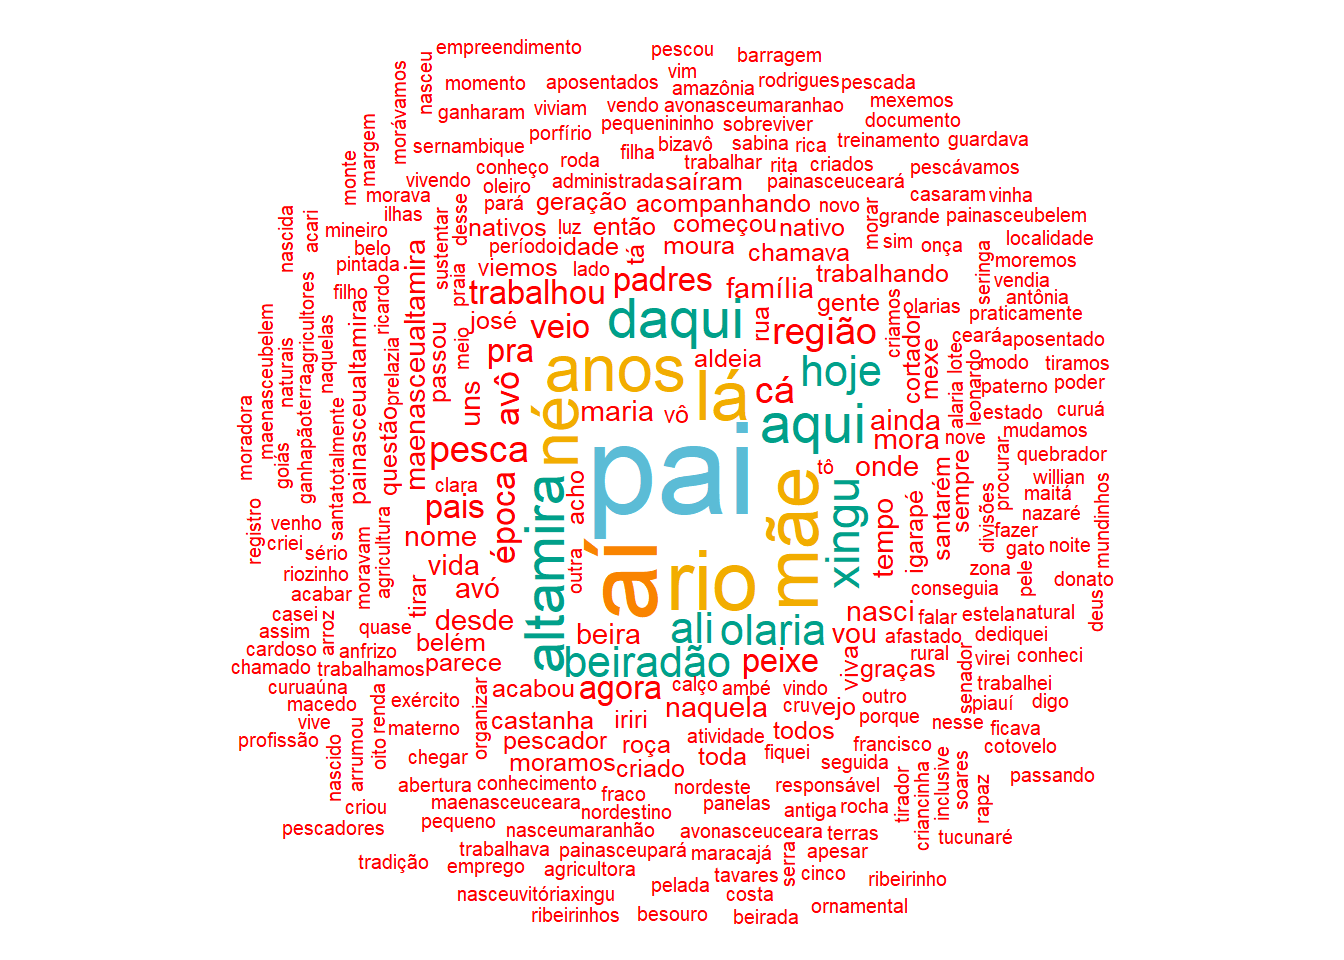 empreendimento
pescou
barragem
nasceu
momento
aposentados
vim
amazônia
rodrigues
pescada
morávamos
ganharam
viviam
vendo
avonasceumaranhao
mexemos
documento
margem
sernambique
porfírio
pequenininho
sobreviver
bizavô
sabina
rica
treinamento
guardava
monte
conheço
roda
filha
trabalhar
rita
criados
pescávamos
vivendo
oleiro
administrada
saíram
painasceuceará
casaram
vinha
morava
pará
geração
acompanhando
novo
morar
grande
painasceubelem
ilhas
desse
nativos
luz
então
começou
nativo
sim
onça
localidade
nascida
acari
mineiro
belo
sustentar
período
idade
tá
moura
chamava
seringa
moremos
pintada
praia
viemos
lado
padres
família
trabalhando
vendia
filho
ricardo
maenasceualtamira
trabalhou
daqui
rua
gente
criamos
olarias
antônia
praticamente
maenasceubelem
naturais
agricultores
naquelas
painasceualtamirao
prelazia
passou
meio
josé
veio
região
cortador
mexe
ceará
aposentado
ganhapãoterra
pra
anos
aldeia
lá
cá
hoje
alaria
lote
leonardo
modo
tiramos
moradora
goiás
santatotalmente
questão
uns
avô
né
maria
vô
aqui
ainda
paterno
poder
estado
curuá
pesca
pai
mora
nove
mudamos
quebrador
registro
venho
criei
clara
acho
mãe
tô
onde
sempre
procurar
willian
maitá
agricultura
pais
época
altamira
xingu
tempo
igarapé
santarém
divisões
nazaré
mundinhos
sério
moravam
nome
outra
aí
rio
fazer
gato
noite
riozinho
vida
zona
pele
donato
acabar
tirar
avó
conseguia
deus
casei
arroz
desde
nasci
falar
estela
natural
assim
quase
beira
ali
olaria
vou
afastado
dediquei
cardoso
anfrizo
belém
beiradão
peixe
viva
rural
senador
virei
conheci
chamado
trabalhamos
parece
graças
trabalhei
curuaúna
renda
exército
organizar
acabou
agora
calço
ambé
vindo
outro
piauí
digo
macedo
castanha
iriri
naquela
cru
vejo
porque
nesse
ficava
vive
oito
materno
profissão
nascido
arrumou
pescador
roça
atividade
todos
francisco
inclusive
cotovelo
chegar
moramos
criado
toda
fiquei
seguida
soares
passando
abertura
conhecimento
fraco
nordeste
responsável
tirador
criancinha
rapaz
criou
maenasceuceara
nordestino
panelas
antiga
rocha
pescadores
pequeno
nasceumaranhão
avonasceuceara
terras
tucunaré
trabalhava
painasceupará
maracajá
serra
apesar
tradição
emprego
agricultora
tavares
cinco
ribeirinho
nasceuvitóriaxingu
pelada
costa
ribeirinhos
besouro
beirada
ornamental